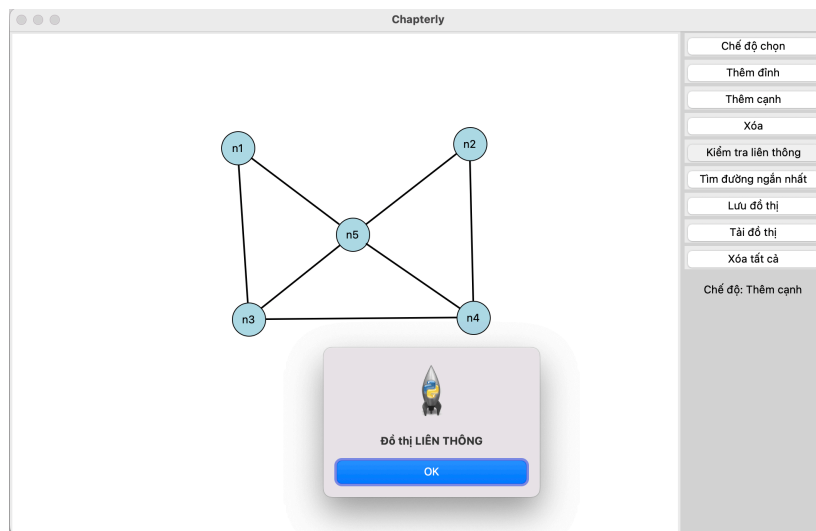 Chapterly
n1
n2
n5
n3
n4
Đồ thị LIÊN THÔNG
OK
Chế độ chọn
Thêm đỉnh
Thêm cạnh
Xóa
Kiểm tra liên thông
Tìm đường ngắn nhất
Lưu đồ thị
Tải đồ thị
Xóa tất cả
Chế độ: Thêm cạnh